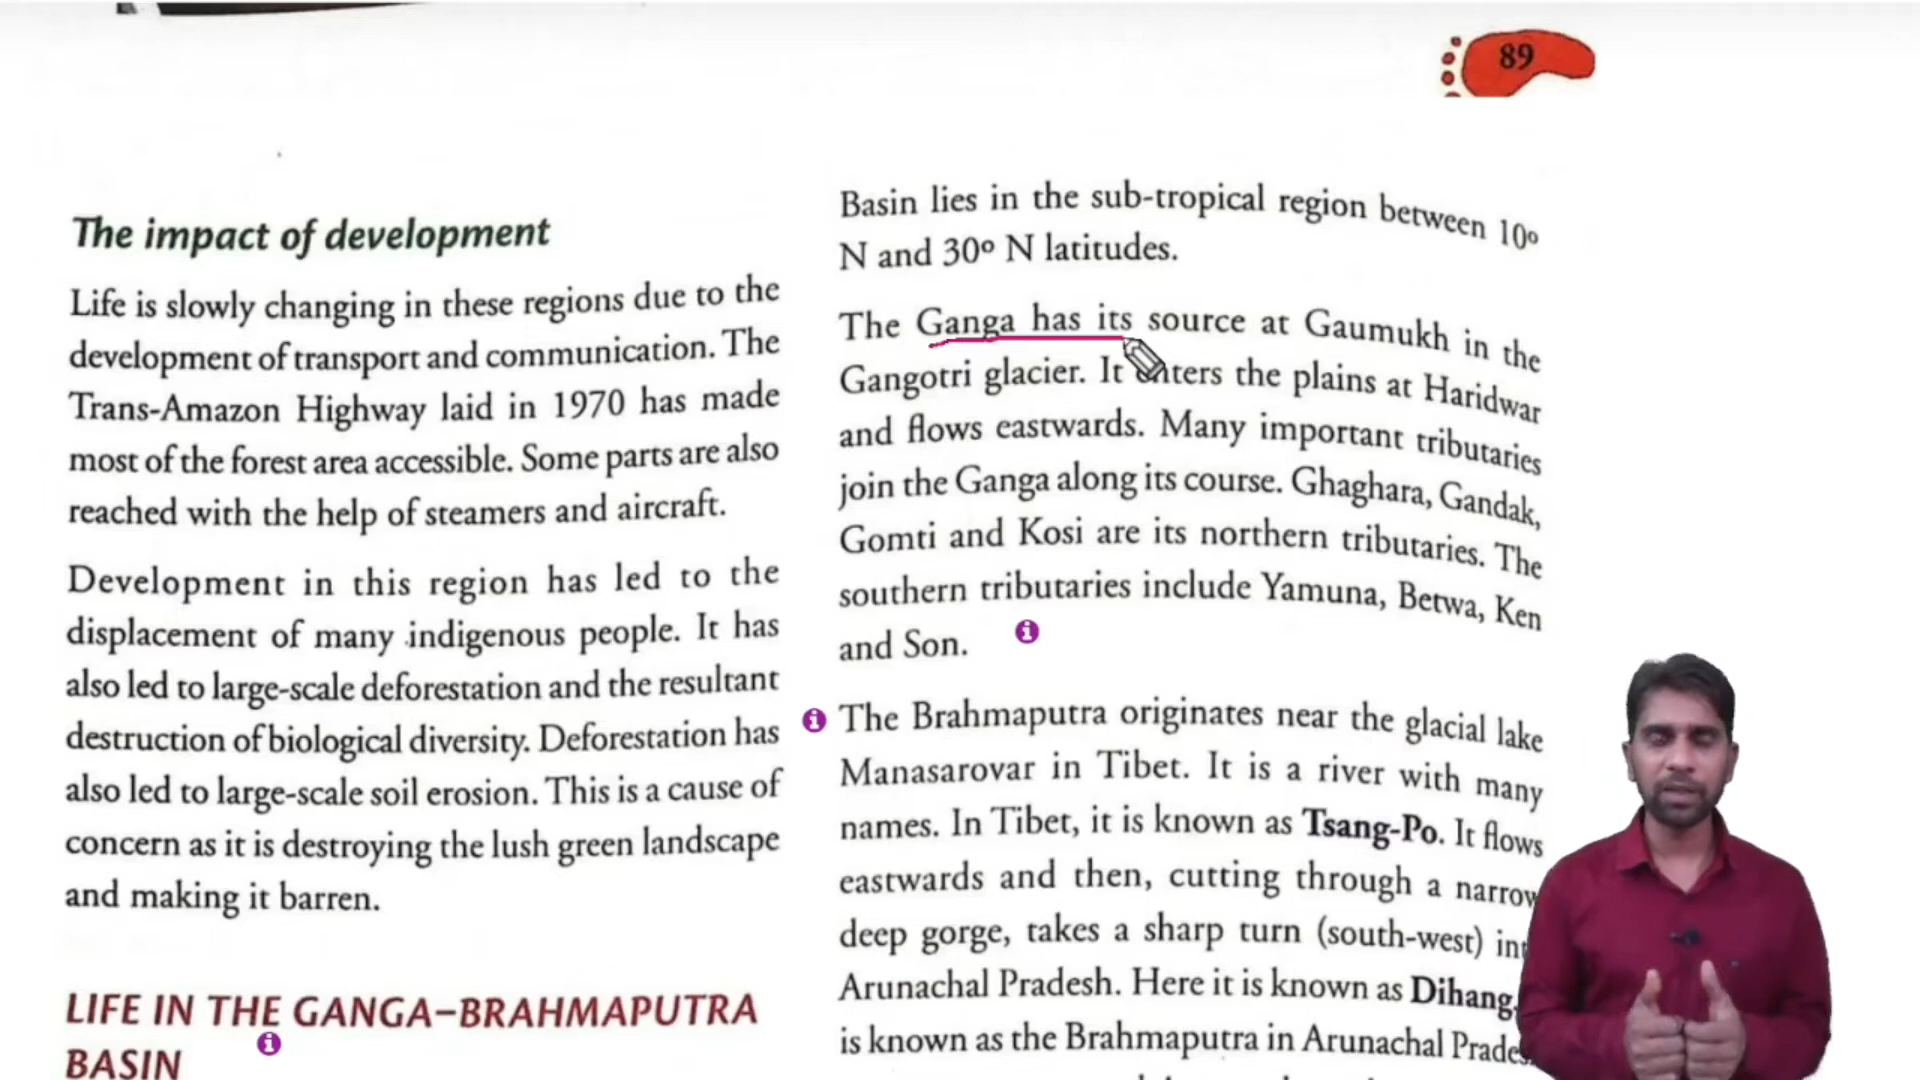 89
The impact of development
Life is slowly changing in these regions due to the
development of transport and communication. The
Trans-Amazon Highway laid in 1970 has made
most of the forest area accessible. Some parts are also
reached with the help of steamers and aircraft.
Development in this region has led to the
displacement of many indigenous people. It has
also led to large-scale deforestation and the resultant
destruction of biological diversity. Deforestation has
also led to large-scale soil erosion. This is a cause of
concern as it is destroying the lush green landscape
and making it barren.
LIFE IN THE GANGA–BRAHMAPUTRA
BASIN
Basin lies in the sub-tropical region between 10º
N and 30º N latitudes.
The Ganga has its source at Gaumukh in the
Gangotri glacier. It enters the plains at Haridwar
and flows eastwards. Many important tributaries
join the Ganga along its course. Ghaghara, Gandak,
Gomti and Kosi are its northern tributaries. The
southern tributaries include Yamuna, Betwa, Ken
and Son.
The Brahmaputra originates near the glacial lake
Manasarovar in Tibet. It is a river with many
names. In Tibet, it is known as Tsang-Po. It flows
eastwards and then, cutting through a narrow
deep gorge, takes a sharp turn (south-west)
Arunachal Pradesh. Here it is known as Dihang.
is known as the Brahmaputra in Arunachal